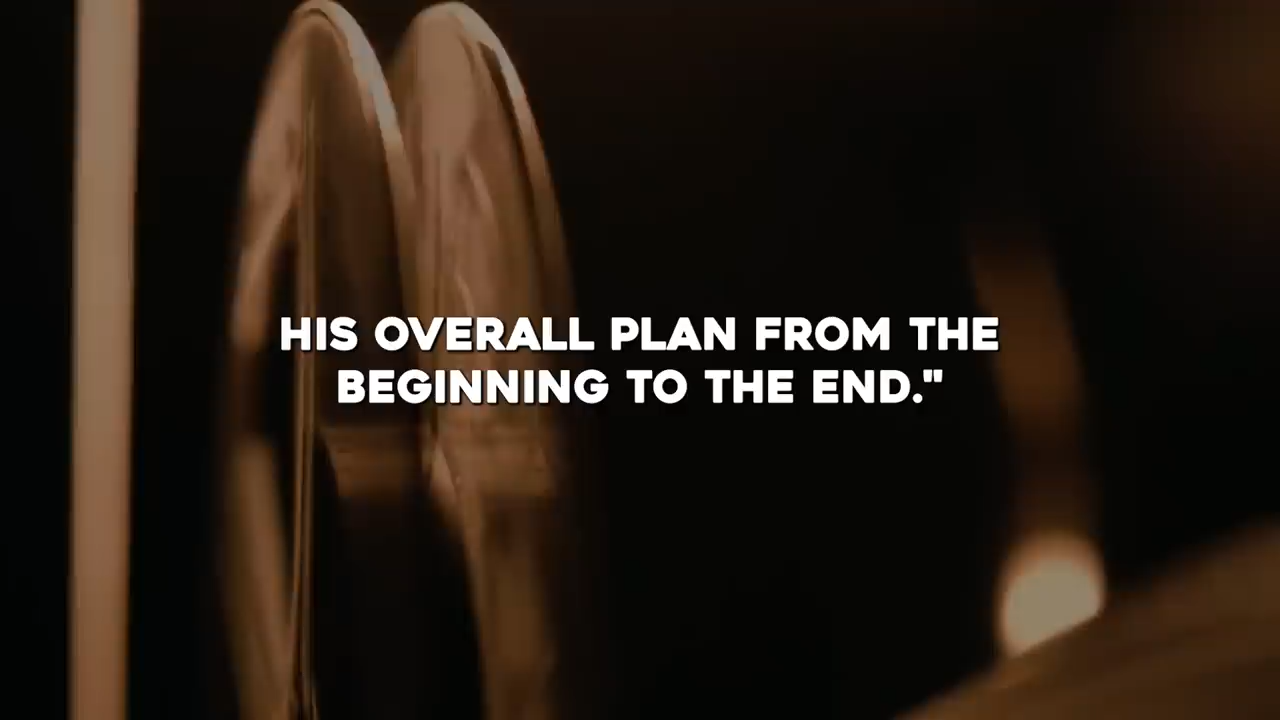 HIS OVERALL PLAN FROM THE
BEGINNING TO THE END."